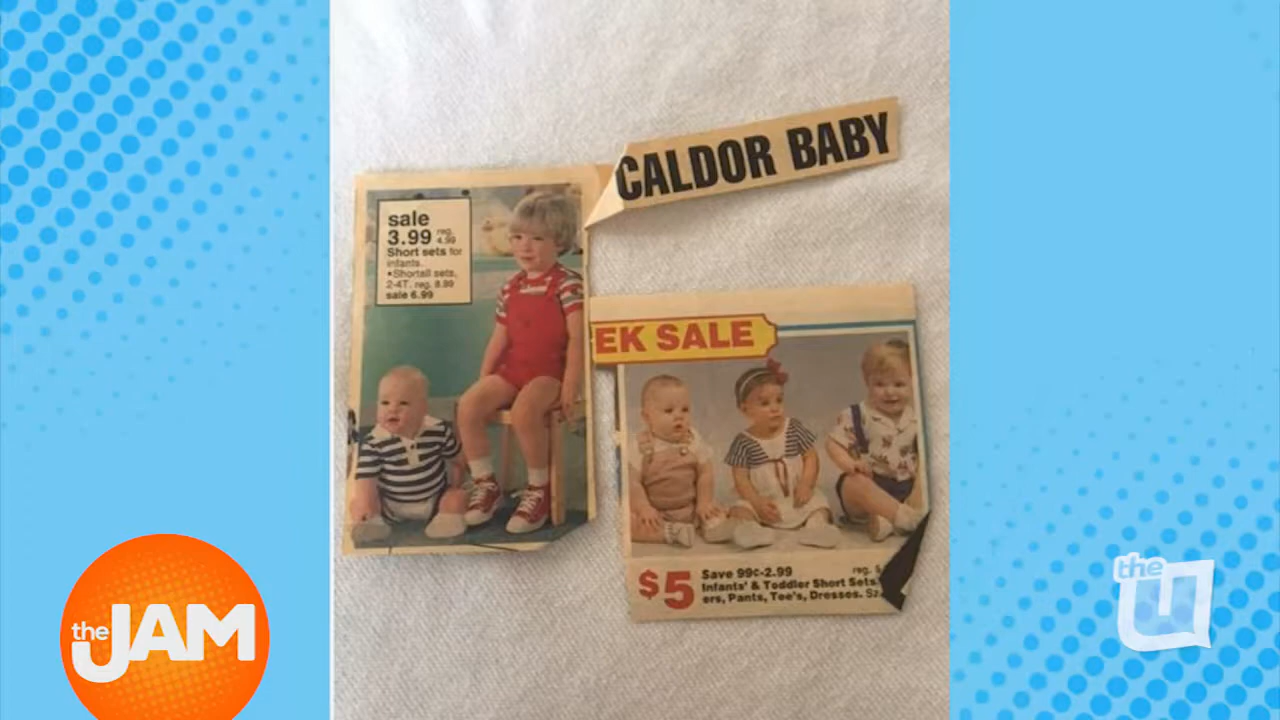 CALDOR BABY
sale
3.99 reg.
4.99
Short sets for
infants.
•Shortall sets,
2-4T. reg. 8.99
sale 6.99
EK SALE
$5
Save 99¢-2.99 reg.
Infants' & Toddler Short Sets
ers, Pants, Tee's, Dresses.
the JAM
the U